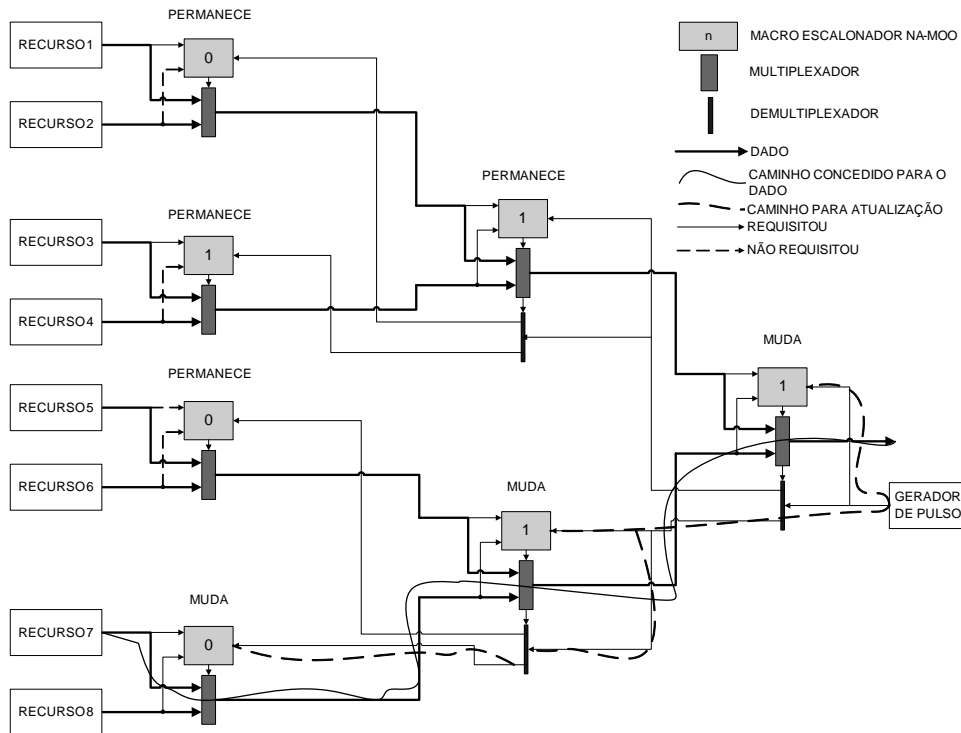 PERMANECE
RECURSO1
0
RECURSO2
n
MACRO ESCALONADOR NA-MOO
MULTIPLEXADOR
DEMULTIPLEXADOR
DADO
CAMINHO CONCEDIDO PARA O
DADO
CAMINHO PARA ATUALIZAÇÃO
REQUISITOU
NÃO REQUISITOU
PERMANECE
1
PERMANECE
RECURSO3
1
RECURSO4
MUDA
1
PERMANECE
RECURSO5
0
RECURSO6
MUDA
1
GERADOR
DE PULSO
MUDA
RECURSO7
0
RECURSO8